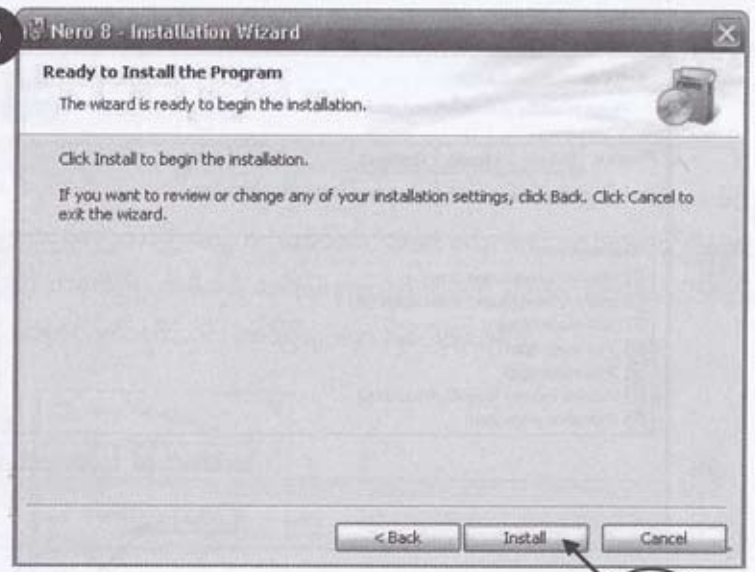 Nero 8 - Installation Wizard
Ready to Install the Program
The wizard is ready to begin the installation.
Click Install to begin the installation.
If you want to review or change any of your installation settings, click Back. Click Cancel to
exit the wizard.
< Back
Install
Cancel